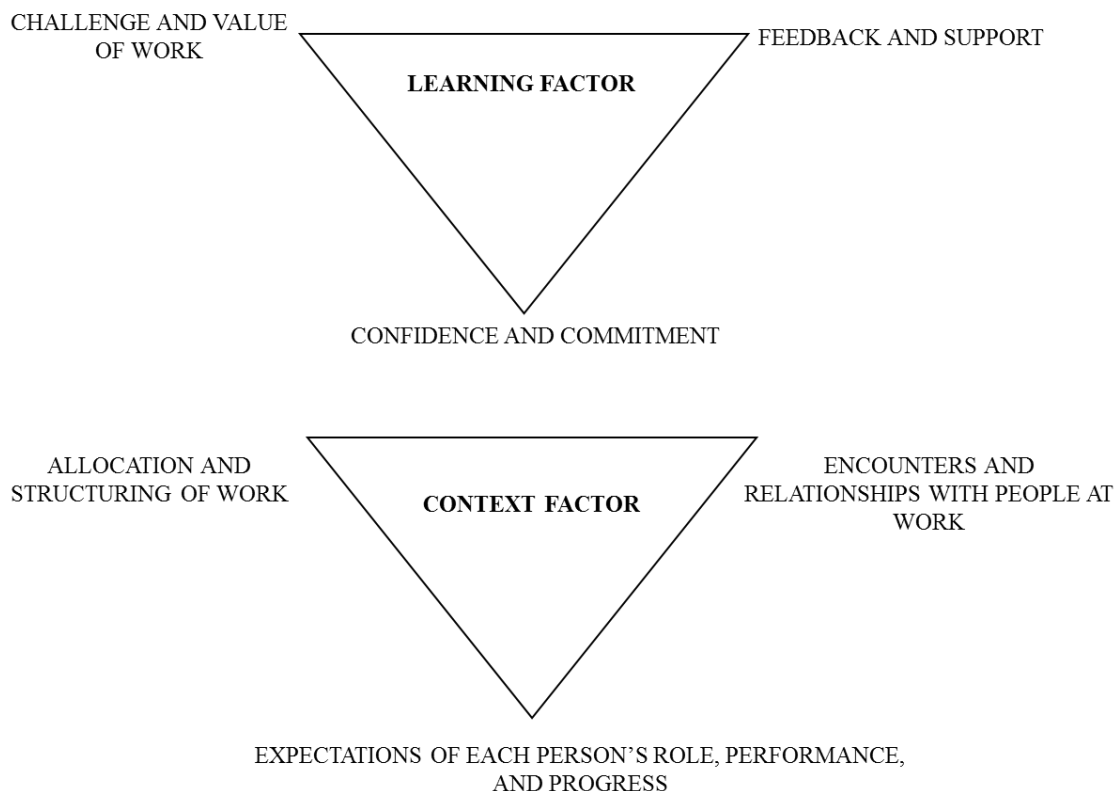 CHALLENGE AND VALUE
OF WORK
FEEDBACK AND SUPPORT
LEARNING FACTOR
CONFIDENCE AND COMMITMENT
ALLOCATION AND
STRUCTURING OF WORK
ENCOUNTERS AND
RELATIONSHIPS WITH PEOPLE AT
WORK
CONTEXT FACTOR
EXPECTATIONS OF EACH PERSON’S ROLE, PERFORMANCE,
AND PROGRESS